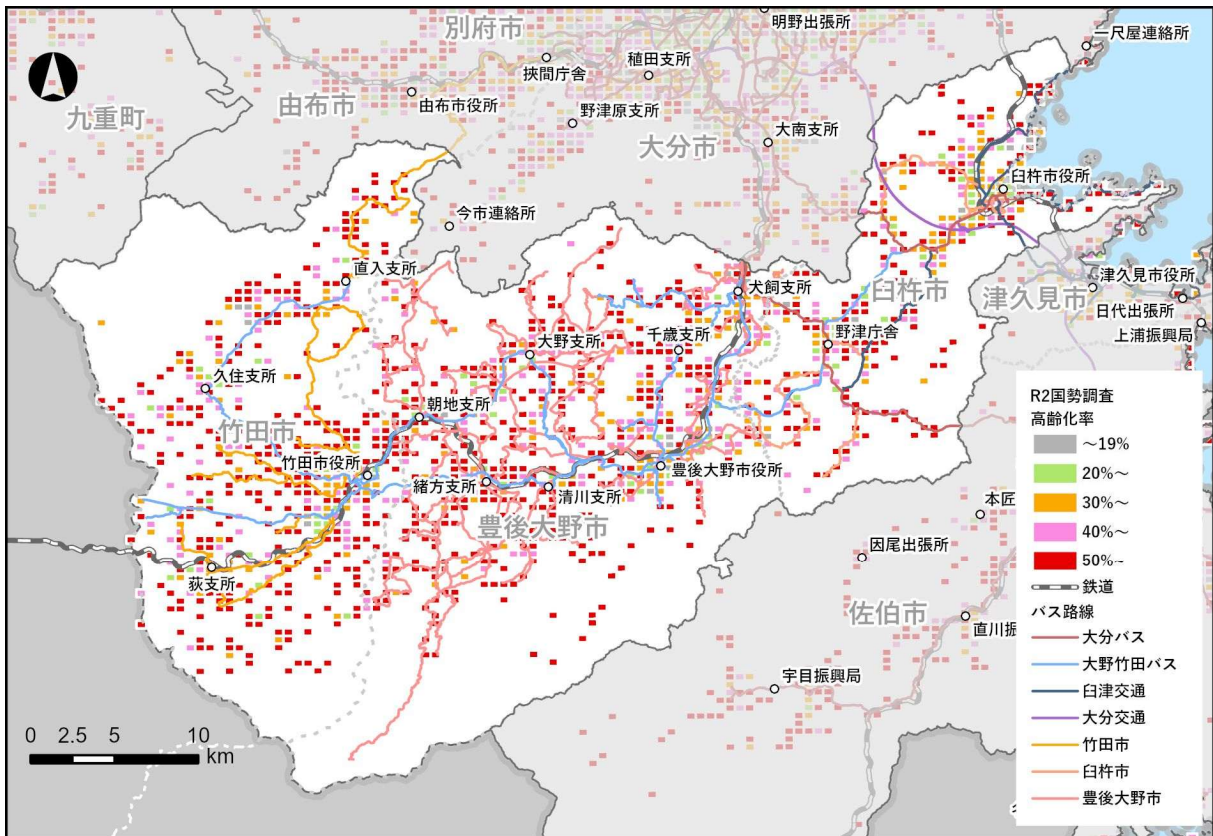 明野出張所
一尺屋連絡所
別府市
挾間庁舎
稙田支所
由布市役所
由布市
野津原支所
九重町
大南支所
大分市
臼杵市役所
今市連絡所
直入支所
犬飼支所
臼杵市
津久見市役所
津久見市
日代出張所
上浦振興局
野津庁舎
千歳支所
大野支所
久住支所
朝地支所
竹田市
竹田市役所
緒方支所
清川支所
豊後大野市役所
豊後大野市
荻支所
本匠
因尾出張所
佐伯市
直川振
宇目振興局
0 2.5 5 10
km
R2国勢調査
高齢化率
~19%
20%~
30%~
40%~
50%~
鉄道
バス路線
大分バス
大野竹田バス
臼津交通
大分交通
竹田市
臼杵市
豊後大野市